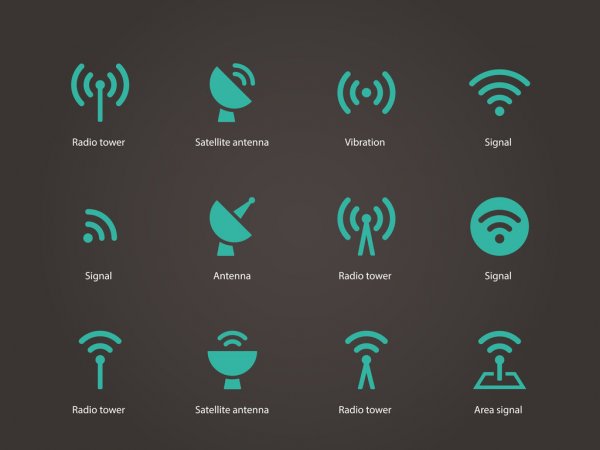 Radio tower
Satellite antenna
Vibration
Signal
Signal
Antenna
Radio tower
Signal
Radio tower
Satellite antenna
Radio tower
Area signal